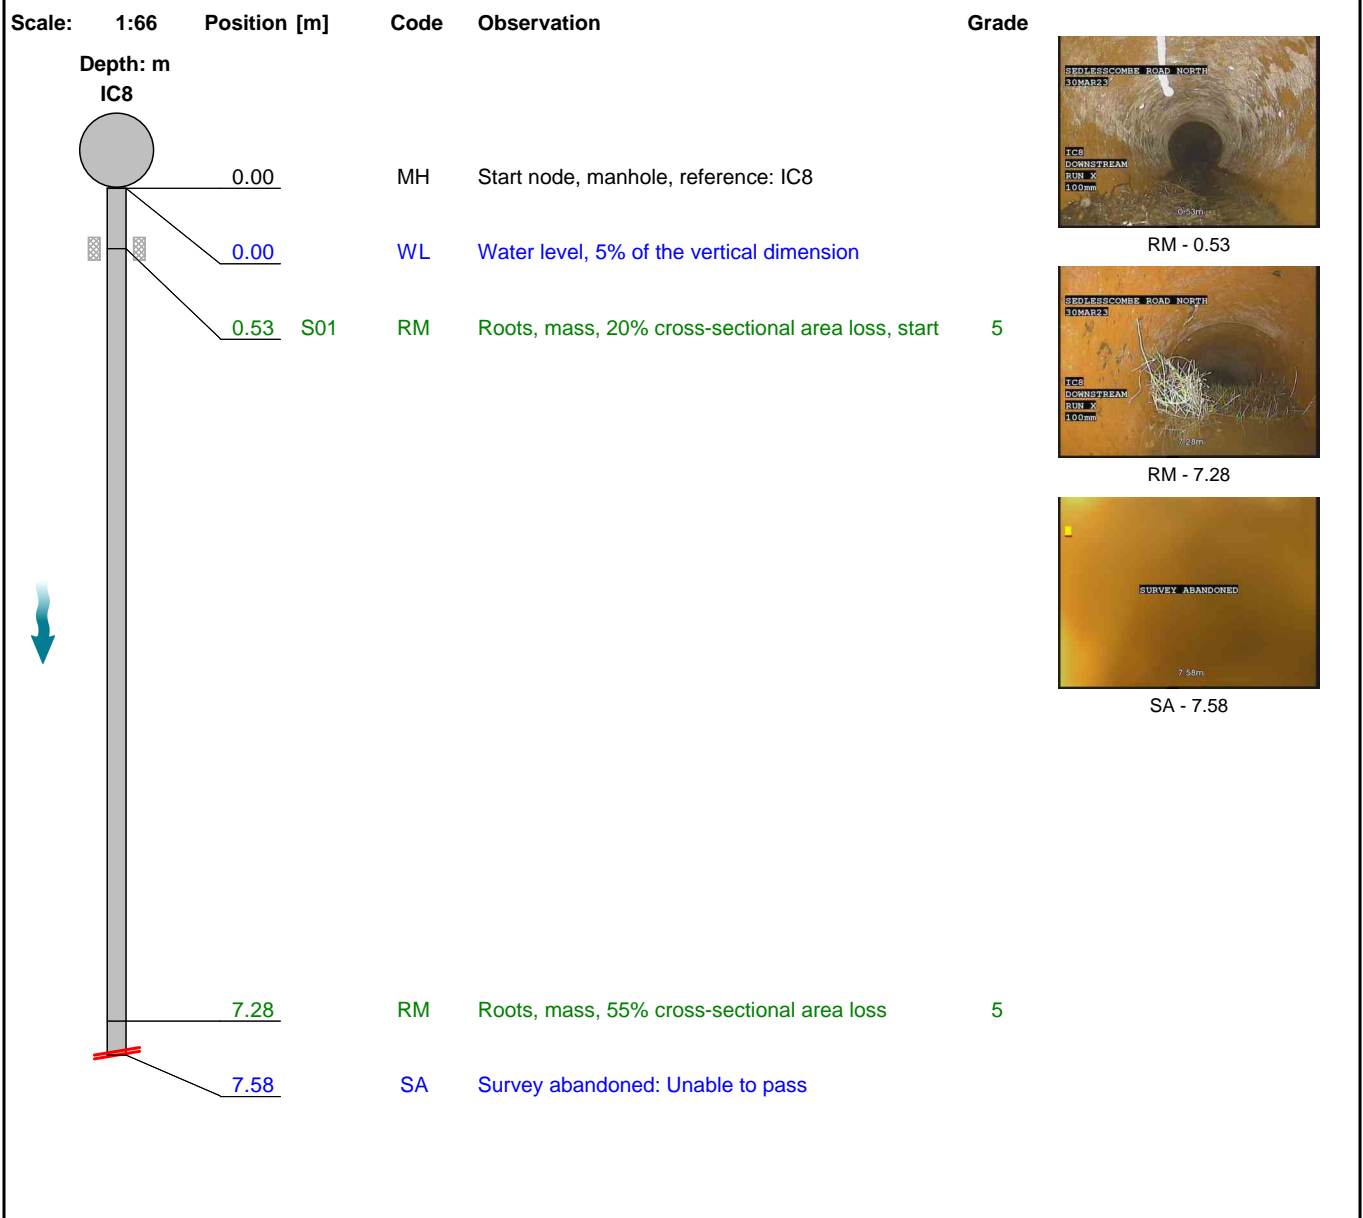 Scale: 1:66 Position [m] Code Observation Grade
Depth: m
IC8
0.00 MH Start node, manhole, reference: IC8
0.00 WL Water level, 5% of the vertical dimension
0.53 S01 RM Roots, mass, 20% cross-sectional area loss, start 5
7.28 RM Roots, mass, 55% cross-sectional area loss 5
7.58 SA Survey abandoned: Unable to pass
SEDLESSCOMBE ROAD NORTH
30MAR23
IC8
DOWNSTREAM
RUN X
100mm
0.53m
RM - 0.53
SEDLESSCOMBE ROAD NORTH
30MAR23
IC8
DOWNSTREAM
RUN X
100mm
7.28m
RM - 7.28
SURVEY ABANDONED
7.58m
SA - 7.58